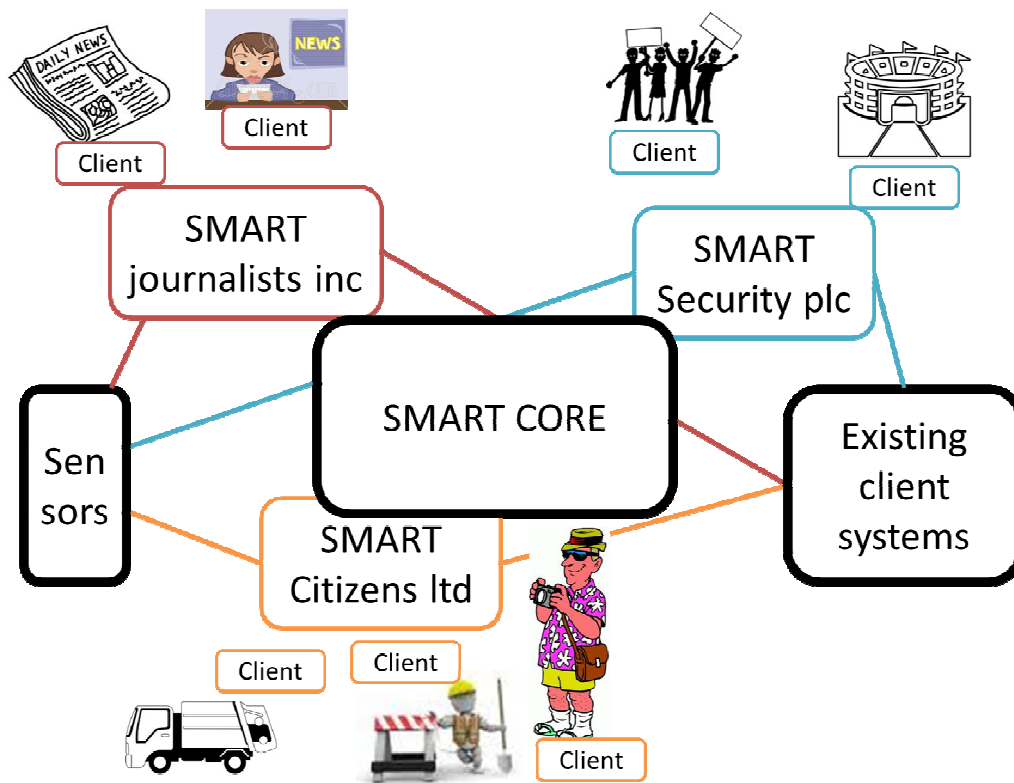 DAILY NEWS
NEWS
Client
Client
Client
Client
SMART
journalists inc
SMART
Security plc
SMART CORE
Sen
sors
Existing
client
systems
SMART
Citizens ltd
Client
Client
Client